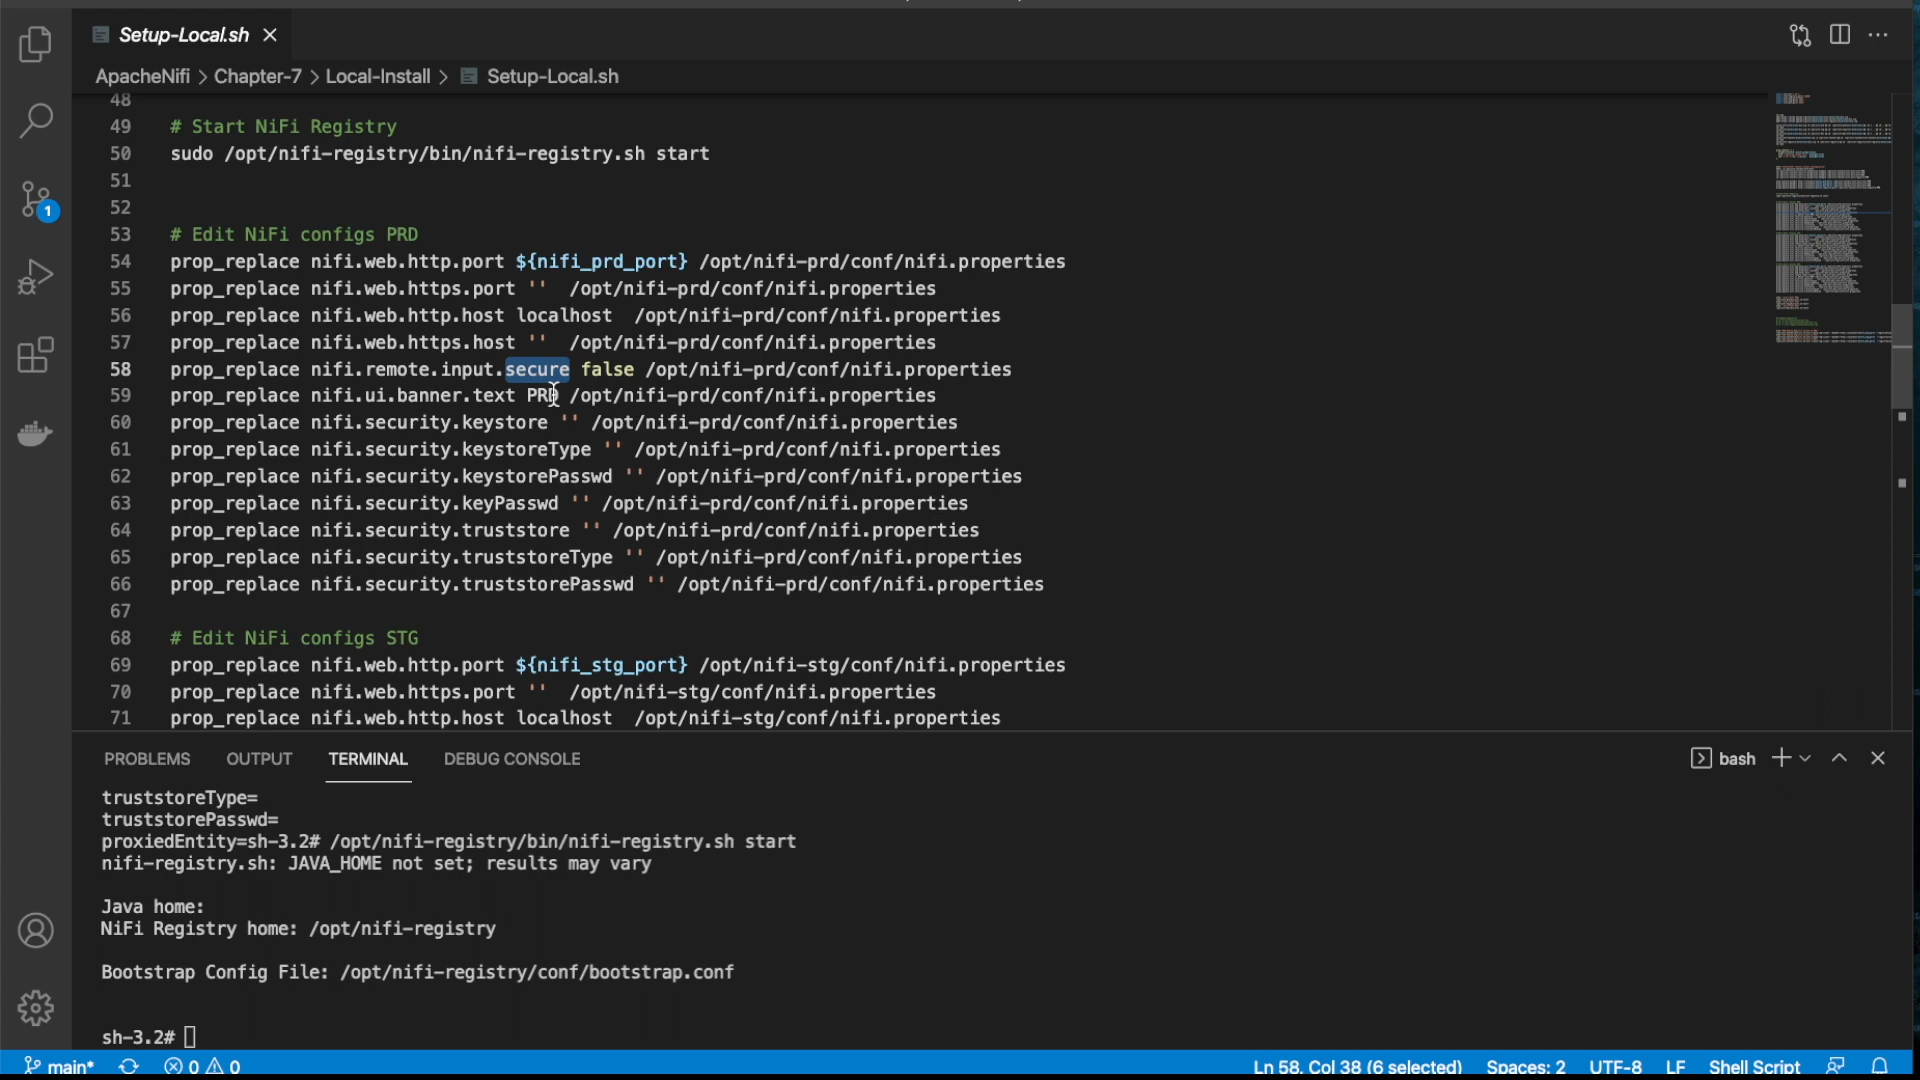 Setup-Local.sh
ApacheNifi > Chapter-7 > Local-Install > Setup-Local.sh
48
49 # Start NiFi Registry
50 sudo /opt/nifi-registry/bin/nifi-registry.sh start
51
52
53 # Edit NiFi configs PRD
54 prop_replace nifi.web.http.port ${nifi_prd_port} /opt/nifi-prd/conf/nifi.properties
55 prop_replace nifi.web.https.port '' /opt/nifi-prd/conf/nifi.properties
56 prop_replace nifi.web.http.host localhost /opt/nifi-prd/conf/nifi.properties
57 prop_replace nifi.web.https.host '' /opt/nifi-prd/conf/nifi.properties
58 prop_replace nifi.remote.input.secure false /opt/nifi-prd/conf/nifi.properties
59 prop_replace nifi.ui.banner.text PRD /opt/nifi-prd/conf/nifi.properties
60 prop_replace nifi.security.keystore '' /opt/nifi-prd/conf/nifi.properties
61 prop_replace nifi.security.keystoreType '' /opt/nifi-prd/conf/nifi.properties
62 prop_replace nifi.security.keystorePasswd '' /opt/nifi-prd/conf/nifi.properties
63 prop_replace nifi.security.keyPasswd '' /opt/nifi-prd/conf/nifi.properties
64 prop_replace nifi.security.truststore '' /opt/nifi-prd/conf/nifi.properties
65 prop_replace nifi.security.truststoreType '' /opt/nifi-prd/conf/nifi.properties
66 prop_replace nifi.security.truststorePasswd '' /opt/nifi-prd/conf/nifi.properties
67
68 # Edit NiFi configs STG
69 prop_replace nifi.web.http.port ${nifi_stg_port} /opt/nifi-stg/conf/nifi.properties
70 prop_replace nifi.web.https.port '' /opt/nifi-stg/conf/nifi.properties
71 prop_replace nifi.web.http.host localhost /opt/nifi-stg/conf/nifi.properties
1
PROBLEMS OUTPUT TERMINAL DEBUG CONSOLE bash
truststoreType=
truststorePasswd=
proxiedEntity=sh-3.2# /opt/nifi-registry/bin/nifi-registry.sh start
nifi-registry.sh: JAVA_HOME not set; results may vary
Java home:
NiFi Registry home: /opt/nifi-registry
Bootstrap Config File: /opt/nifi-registry/conf/bootstrap.conf
sh-3.2#
main* 0 0 Ln 58, Col 38 (6 selected) Spaces: 2 UTF-8 LF Shell Script